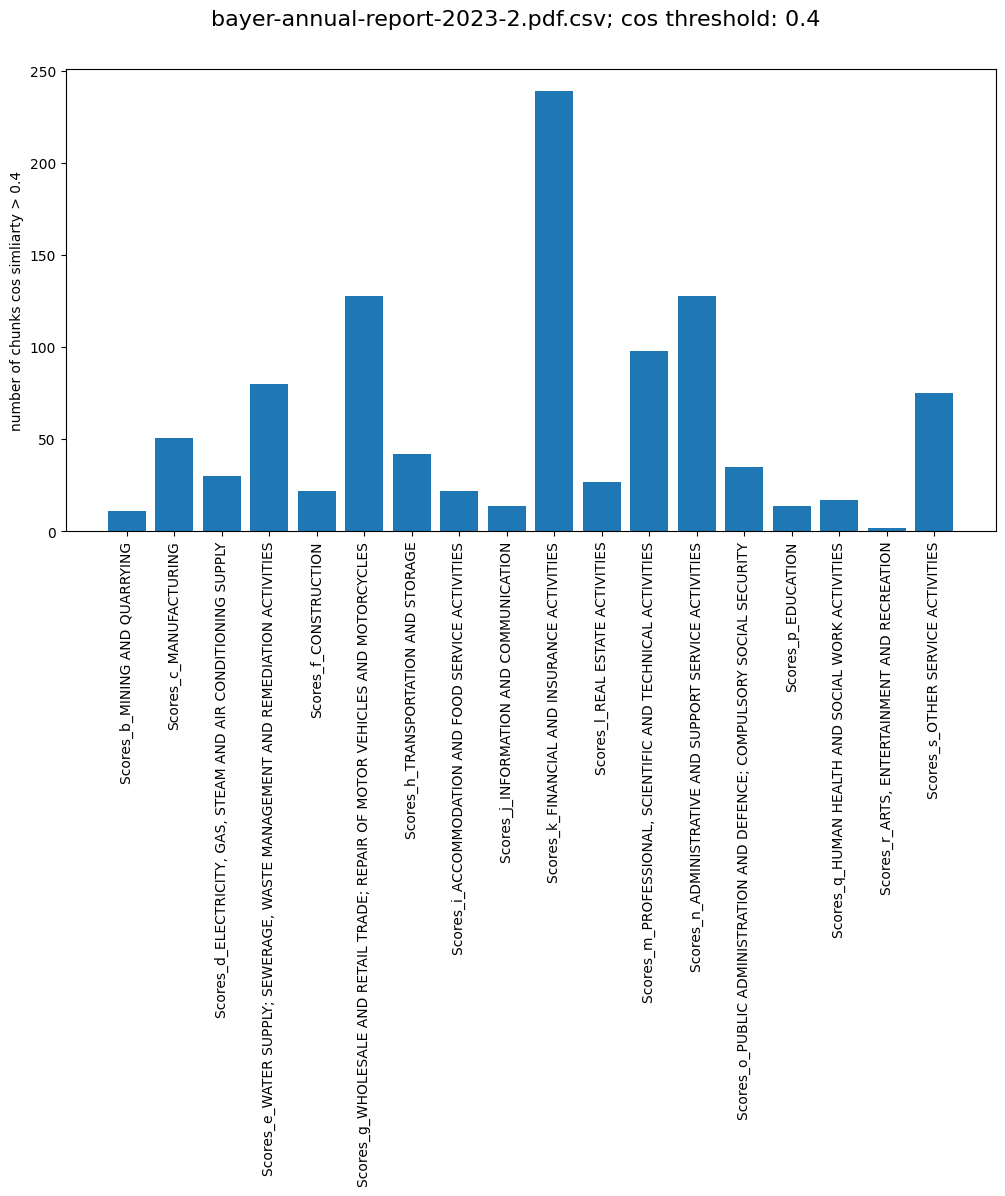 bayer-annual-report-2023-2.pdf.csv; cos threshold: 0.4
number of chunks cos simliarty > 0.4
250
200
150
100
50
0
Scores_b_MINING AND QUARRYING
Scores_c_MANUFACTURING
Scores_d_ELECTRICITY, GAS, STEAM AND AIR CONDITIONING SUPPLY
Scores_e_WATER SUPPLY; SEWERAGE, WASTE MANAGEMENT AND REMEDIATION ACTIVITIES
Scores_f_CONSTRUCTION
Scores_g_WHOLESALE AND RETAIL TRADE; REPAIR OF MOTOR VEHICLES AND MOTORCYCLES
Scores_h_TRANSPORTATION AND STORAGE
Scores_i_ACCOMMODATION AND FOOD SERVICE ACTIVITIES
Scores_j_INFORMATION AND COMMUNICATION
Scores_k_FINANCIAL AND INSURANCE ACTIVITIES
Scores_l_REAL ESTATE ACTIVITIES
Scores_m_PROFESSIONAL, SCIENTIFIC AND TECHNICAL ACTIVITIES
Scores_n_ADMINISTRATIVE AND SUPPORT SERVICE ACTIVITIES
Scores_o_PUBLIC ADMINISTRATION AND DEFENCE; COMPULSORY SOCIAL SECURITY
Scores_p_EDUCATION
Scores_q_HUMAN HEALTH AND SOCIAL WORK ACTIVITIES
Scores_r_ARTS, ENTERTAINMENT AND RECREATION
Scores_s_OTHER SERVICE ACTIVITIES